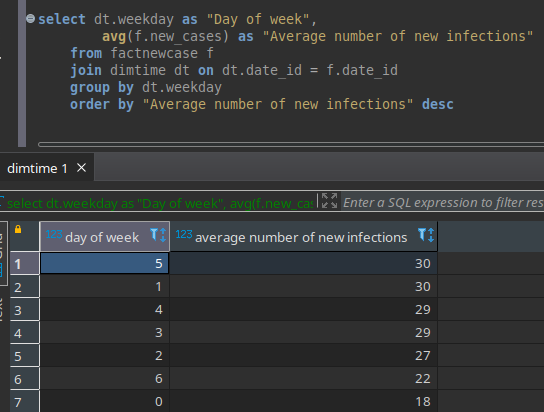 select dt.weekday as "Day of week",
avg(f.new_cases) as "Average number of new infections"
from factnewcase f
join dimtime dt on dt.date_id = f.date_id
group by dt.weekday
order by "Average number of new infections" desc
dimtime 1
select dt.weekday as "Day of week", avg(f.new_cas
Enter a SQL expression to filter res
123 day of week 123 average number of new infections
1 5 30
2 1 30
3 4 29
4 3 29
5 2 27
6 6 22
7 0 18